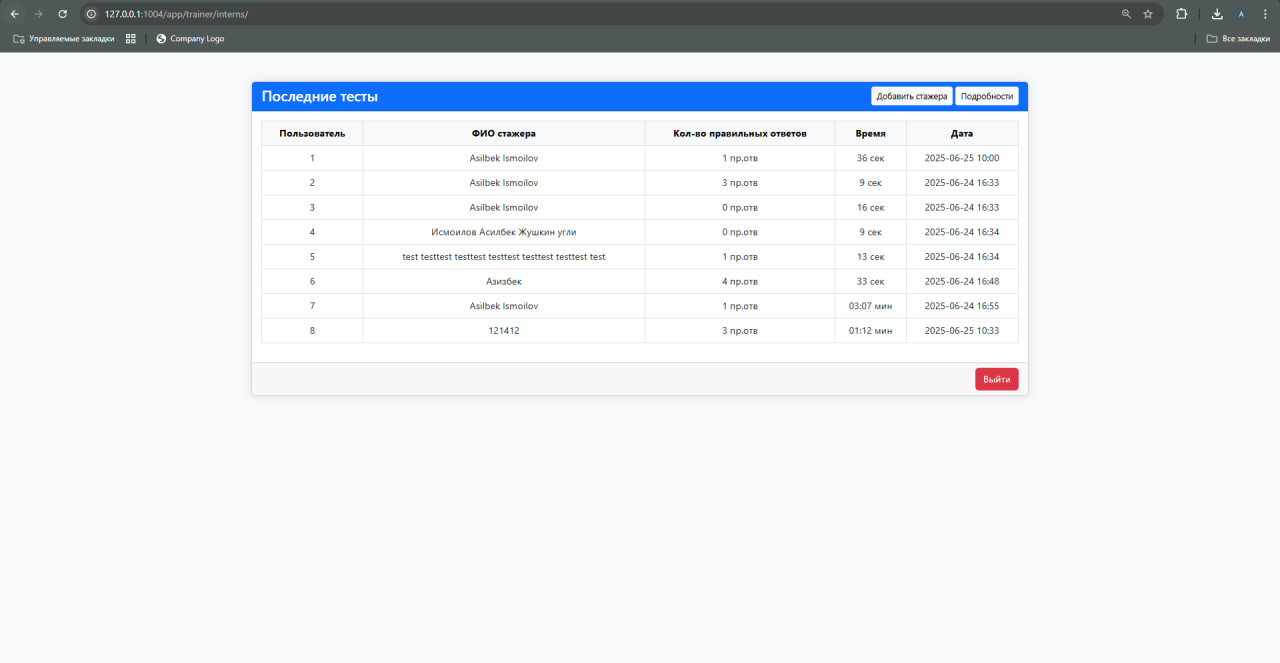 127.0.0.1:1004/app/trainer/interns/
A
Управляемые закладки Company Logo Все закладки
Последние тесты Добавить стажера Подробности
Пользователь ФИО стажера Кол-во правильных ответов Время Дата
1 Asilbek Ismoilov 1 пр.отв 36 сек 2025-06-25 10:00
2 Asilbek Ismoilov 3 пр.отв 9 сек 2025-06-24 16:33
3 Asilbek Ismoilov 0 пр.отв 16 сек 2025-06-24 16:33
4 Исмоилов Асилбек Жушкин угли 0 пр.отв 9 сек 2025-06-24 16:34
5 test testtest testtest testtest testtest testtest test 1 пр.отв 13 сек 2025-06-24 16:34
6 Азизбек 4 пр.отв 33 сек 2025-06-24 16:48
7 Asilbek Ismoilov 1 пр.отв 03:07 мин 2025-06-24 16:55
8 121412 3 пр.отв 01:12 мин 2025-06-25 10:33
Выйти